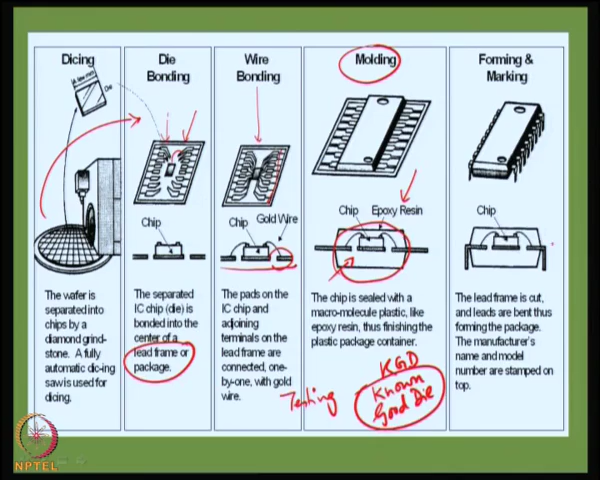 Dicing
Die
Bonding
Wire
Bonding
Molding
Forming &
Marking
Die
Chip
Chip
Gold Wire
Chip
Epoxy Resin
Chip
The wafer is
separated into
chips by a
diamond grind-
stone. A fully
automatic dic-ing
saw is used for
dicing.
The separated
IC chip (die) is
bonded into the
center of a
lead frame or
package.
The pads on the
IC chip and
adjoining
terminals on
the lead frame
are connected, one-
by-one, with gold
wire.
The chip is sealed with a
macro-molecule plastic, like
epoxy resin, thus finishing the
plastic package container.
The lead frame is cut,
and leads are bent thus
forming the package.
The manufacturer's
name and model
number are stamped on
top.
Testing
KGD
Known
Good Die
NPTEL